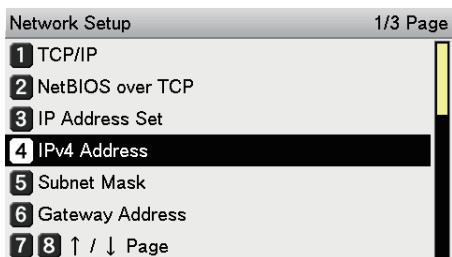 Network Setup 1/3 Page
1 TCP/IP
2 NetBIOS over TCP
3 IP Address Set
4 IPv4 Address
5 Subnet Mask
6 Gateway Address
7 8 ↑ / ↓ Page